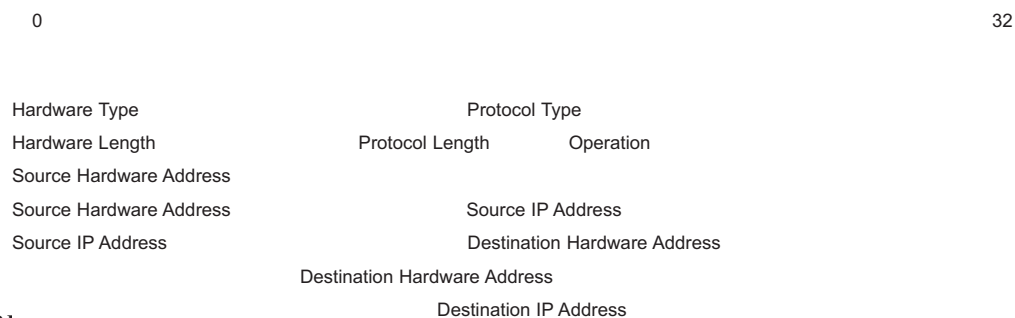 0 32
Hardware Type Protocol Type
Hardware Length Protocol Length Operation
Source Hardware Address
Source Hardware Address Source IP Address
Source IP Address Destination Hardware Address
Destination Hardware Address
Destination IP Address